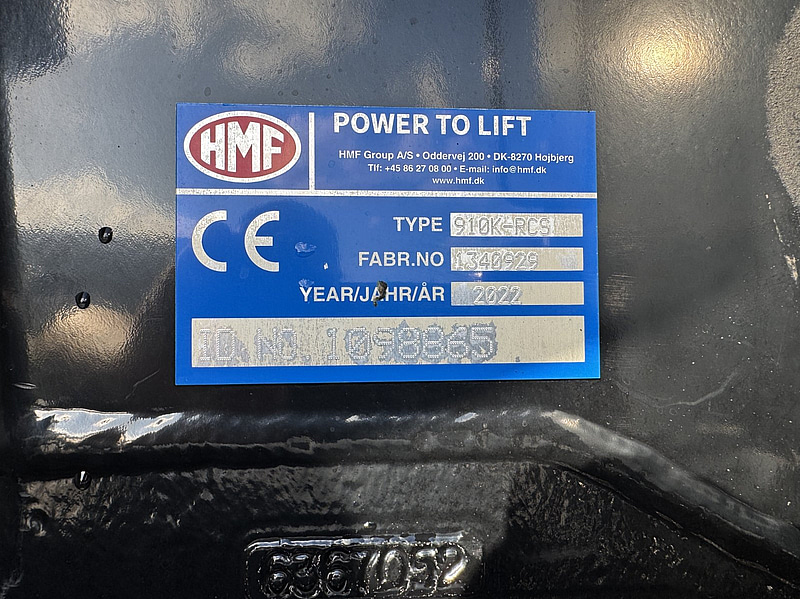 HMF
POWER TO LIFT
HMF Group A/S • Oddervej 200 • DK-8270 Højbjerg
Tlf: +45 86 27 08 00 • E-mail: info@hmf.dk
www.hmf.dk
CE
TYPE 910K-RCS
FABR.NO 1340929
YEAR/JAHR/ÅR 2022
ID NO. 1098865